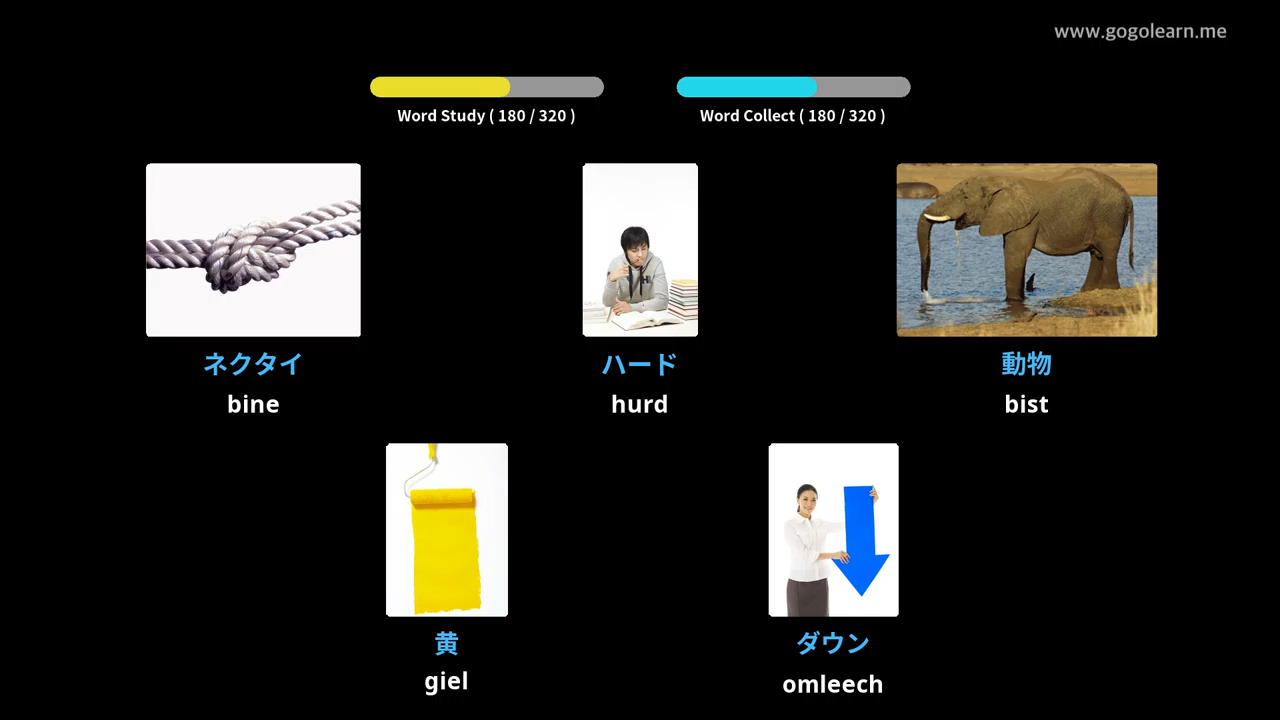 www.gogolearn.me
Word Study ( 180 / 320 )
Word Collect ( 180 / 320 )
ネクタイ
bine
ハード
hurd
動物
bist
黄
giel
ダウン
omleech